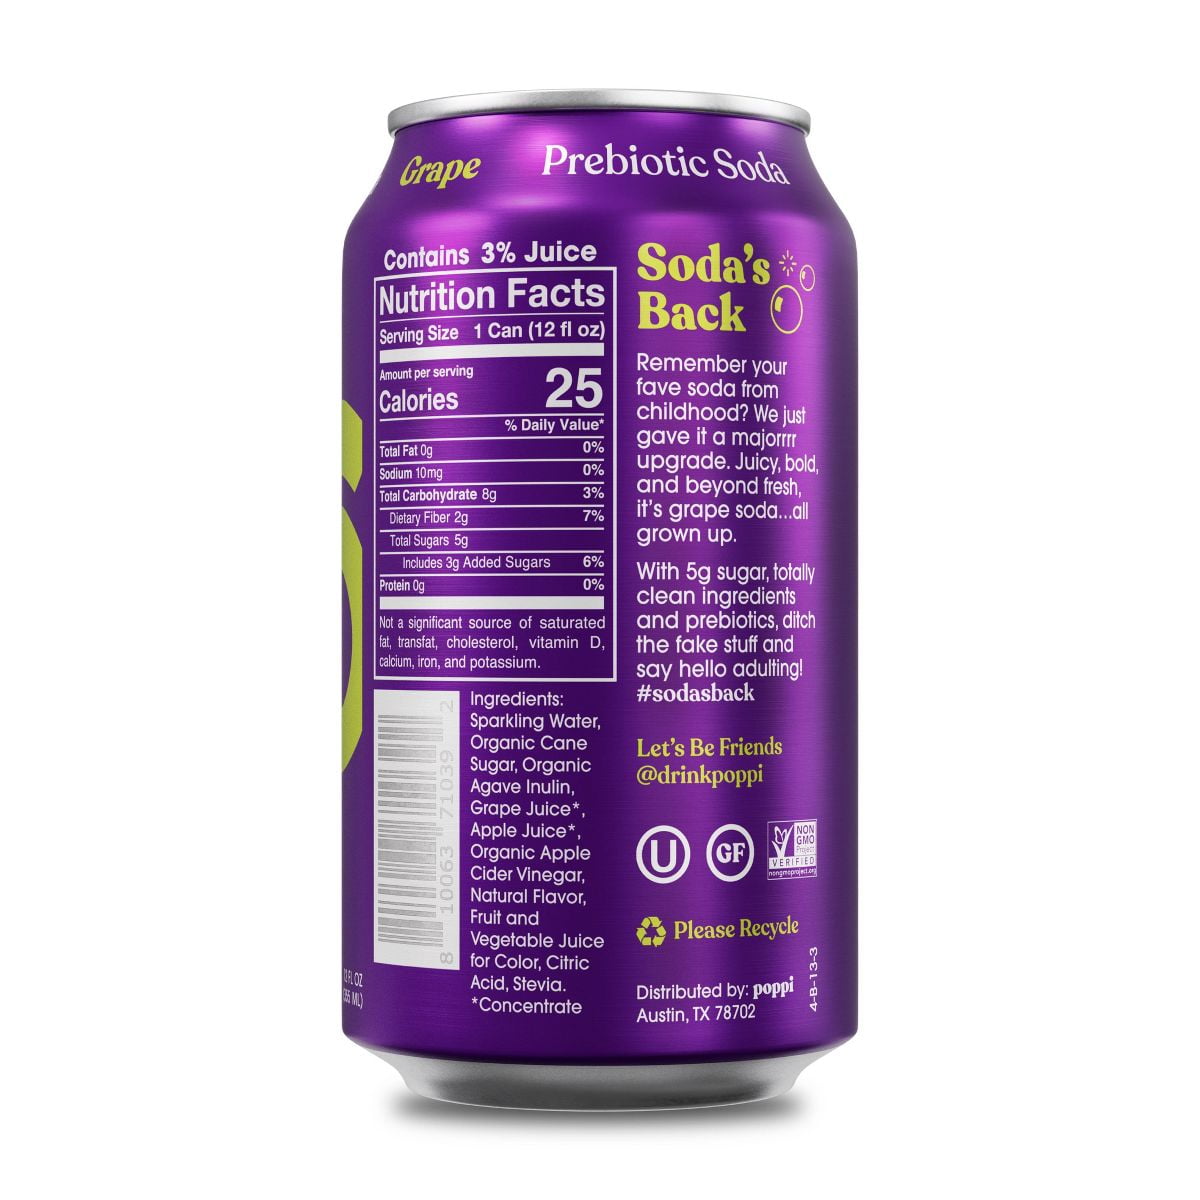 Grape
Prebiotic Soda
Contains 3% Juice
Nutrition Facts
Serving Size 1 Can (12 fl oz)
Amount per serving
Calories 25
% Daily Value*
Total Fat 0g 0%
Sodium 10mg 0%
Total Carbohydrate 8g 3%
Dietary Fiber 2g 7%
Total Sugars 5g
Includes 3g Added Sugars 6%
Protein 0g 0%
Not a significant source of saturated
fat, transfat, cholesterol, vitamin D,
calcium, iron, and potassium.
8 10063 71039 2
Ingredients:
Sparkling Water,
Organic Cane
Sugar, Organic
Agave Inulin,
Grape Juice*,
Apple Juice*,
Organic Apple
Cider Vinegar,
Natural Flavor,
Fruit and
Vegetable Juice
for Color, Citric
Acid, Stevia.
*Concentrate
FL OZ
ML)
Soda's
Back
Remember your
fave soda from
childhood? We just
gave it a majorrrr
upgrade. Juicy, bold,
and beyond fresh,
it's grape soda...all
grown up.
With 5g sugar, totally
clean ingredients
and prebiotics, ditch
the fake stuff and
say hello adulting!
#sodasback
Let's Be Friends
@drinkpoppi
U
GF
NON
GMO
Project
VERIFIED
nongmoproject.org
Please Recycle
Distributed by: poppi
Austin, TX 78702
4-B-13-3